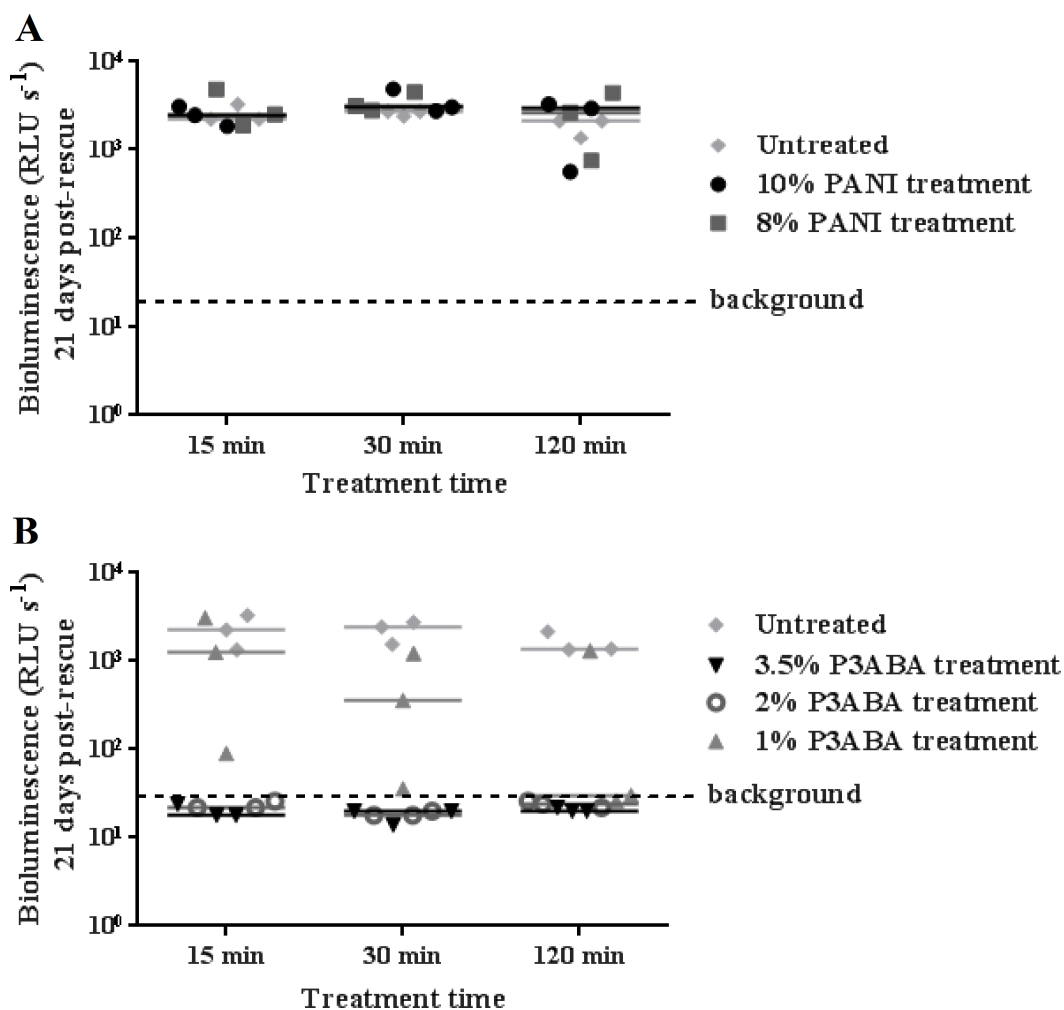 A
Bioluminescence (RLU s⁻¹)
21 days post-rescue
10⁴
10³
10²
10¹
10⁰
15 min
30 min
120 min
Treatment time
Untreated
10% PANI treatment
8% PANI treatment
background
B
Bioluminescence (RLU s⁻¹)
21 days post-rescue
10⁴
10³
10²
10¹
10⁰
15 min
30 min
120 min
Treatment time
Untreated
3.5% P3ABA treatment
2% P3ABA treatment
1% P3ABA treatment
background